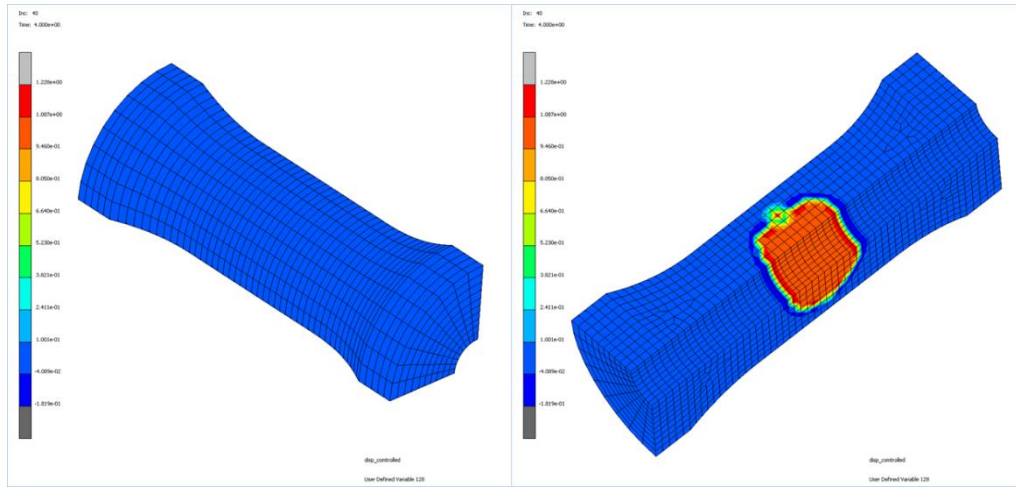 Inc: 40
Time: 4.000e+00
1.228e+00
1.087e+00
9.460e-01
8.050e-01
6.640e-01
5.230e-01
3.821e-01
2.411e-01
1.001e-01
-4.089e-02
-1.819e-01
disp_controlled
User Defined Variable 128
Inc: 40
Time: 4.000e+00
1.228e+00
1.087e+00
9.460e-01
8.050e-01
6.640e-01
5.230e-01
3.821e-01
2.411e-01
1.001e-01
-4.089e-02
-1.819e-01
disp_controlled
User Defined Variable 128